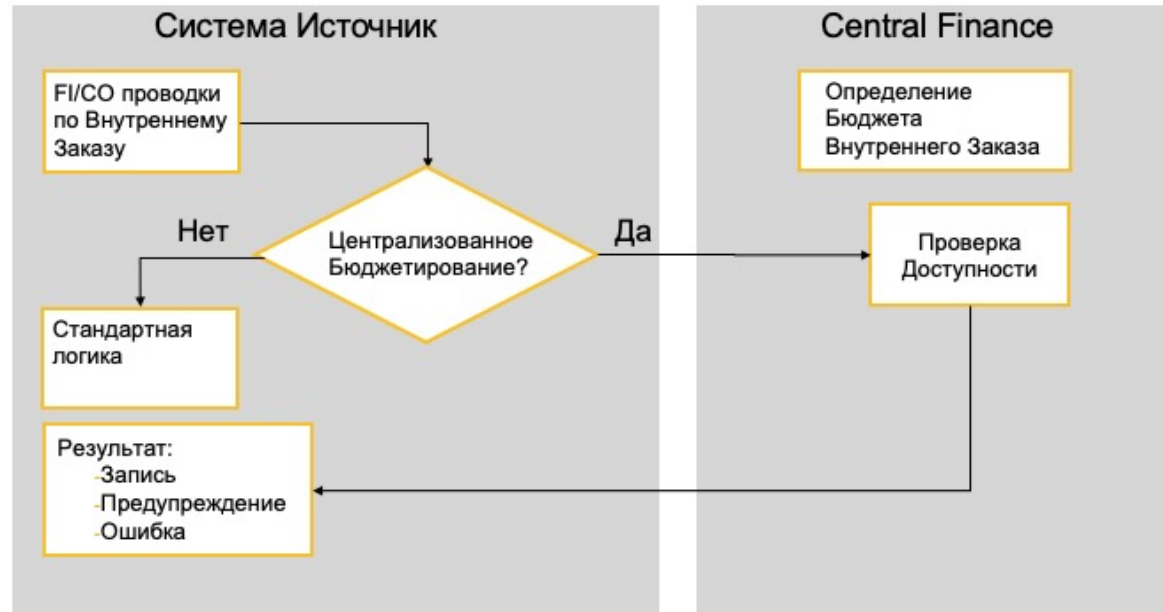 Система Источник
FI/CO проводки
по Внутреннему
Заказу
Нет
Централизованное
Бюджетирование?
Да
Стандартная
логика
Результат:
-Запись
-Предупреждение
-Ошибка
Central Finance
Определение
Бюджета
Внутреннего Заказа
Проверка
Доступности